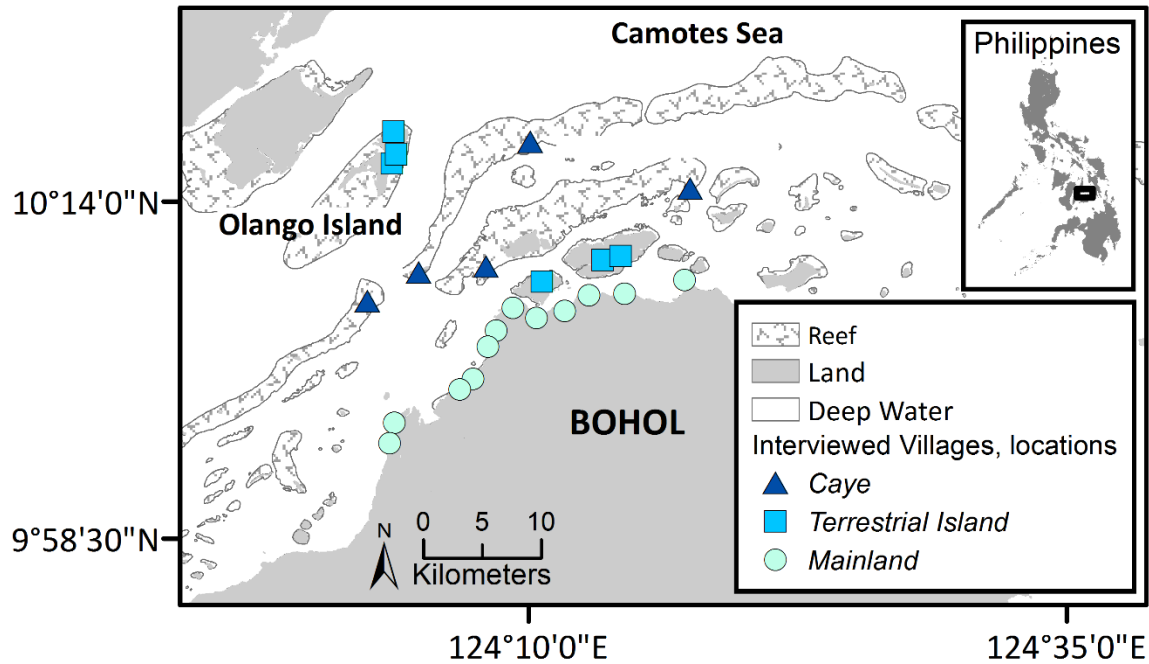 Camotes Sea
Philippines
10°14'0"N
Olango Island
Reef
Land
Deep Water
BOHOL
Interviewed Villages, locations
Caye
Terrestrial Island
Mainland
N
0 5 10
Kilometers
9°58'30"N
124°10'0"E
124°35'0"E